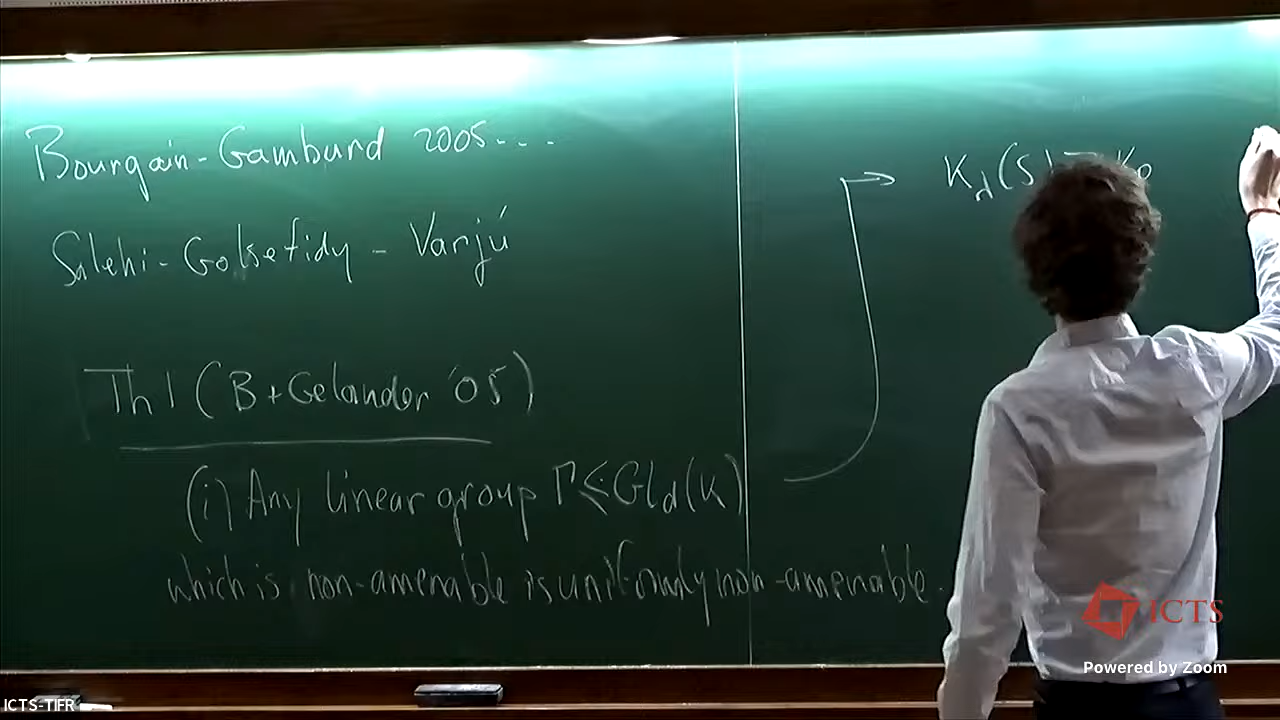 Bourgain-Gamburd 2005...
Salehi-Golsefidy - Varjú
Th 1 (B+Gelander '05)
(i) Any linear group Γ ≤ GL_d(K)
which is non-amenable is uniformly non-amenable.
K_λ(S)
ICTS
Powered by Zoom
ICTS-TIFR